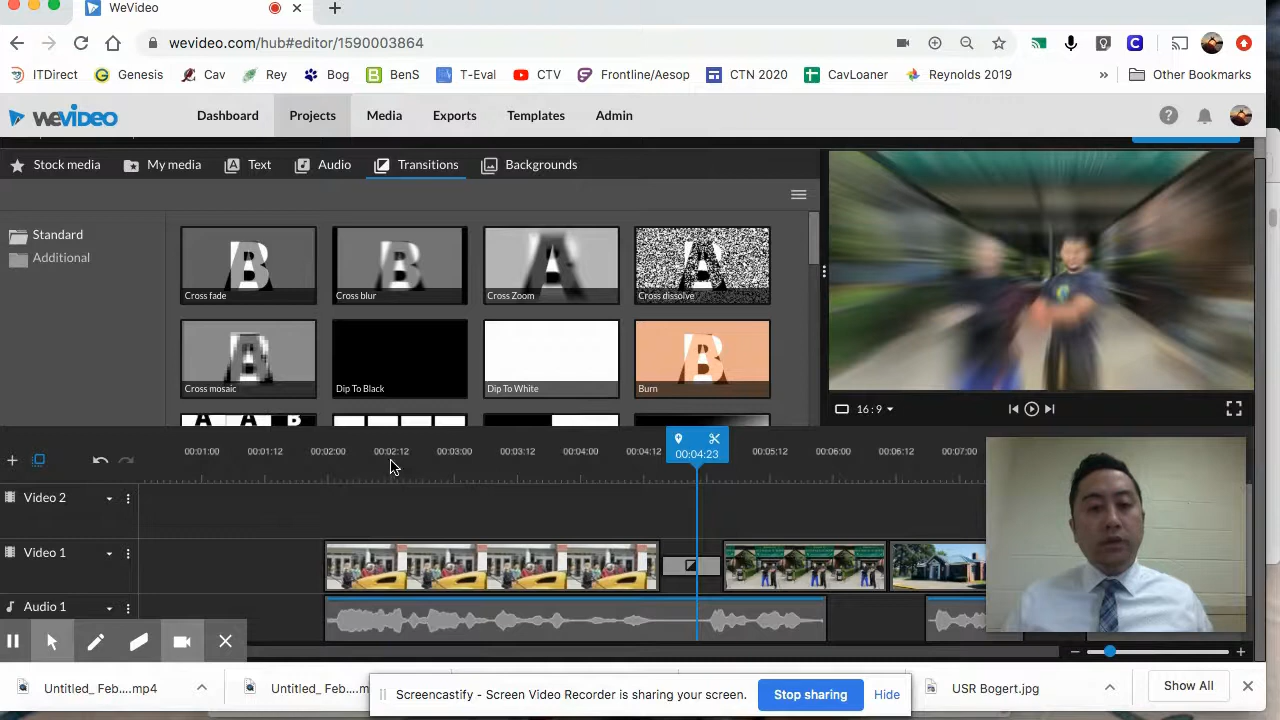 WeVideo
wevideo.com/hub#editor/1590003864
ITDirect Genesis Cav Rey Bog BenS T-Eval CTV Frontline/Aesop CTN 2020 CavLoaner Reynolds 2019 » Other Bookmarks
WEVIDEO Dashboard Projects Media Exports Templates Admin
Stock media My media Text Audio Transitions Backgrounds
Standard
Additional
Cross fade Cross blur Cross Zoom Cross dissolve
Cross mosaic Dip To Black Dip To White Burn
16:9
00:01:00 00:01:12 00:02:00 00:02:12 00:03:00 00:03:12 00:04:00 00:04:12 00:04:23 00:05:12 00:06:00 00:06:12 00:07:00
Video 2
Video 1
Audio 1
Untitled_ Feb....mp4 Untitled_ Feb....m USR Bogert.jpg Show All
Screencastify - Screen Video Recorder is sharing your screen. Stop sharing Hide